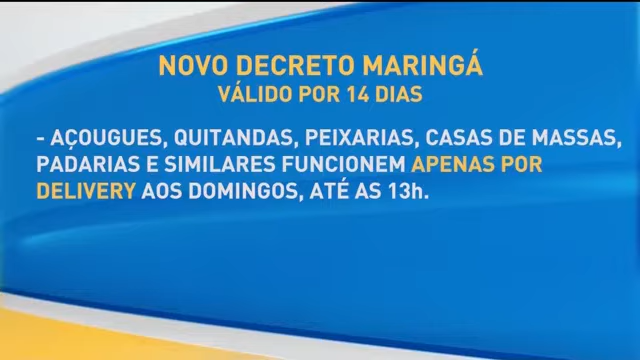 NOVO DECRETO MARINGÁ
VÁLIDO POR 14 DIAS
- AÇOUGUES, QUITANDAS, PEIXARIAS, CASAS DE MASSAS,
PADARIAS E SIMILARES FUNCIONEM APENAS POR
DELIVERY AOS DOMINGOS, ATÉ AS 13h.